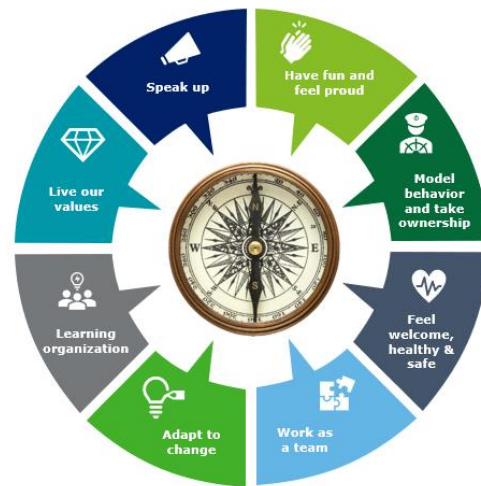 Speak up
Have fun and
feel proud
Model
behavior
and take
ownership
Feel
welcome,
healthy &
safe
Work as
a team
Adapt to
change
Learning
organization
Live our
values
N
E
S
W